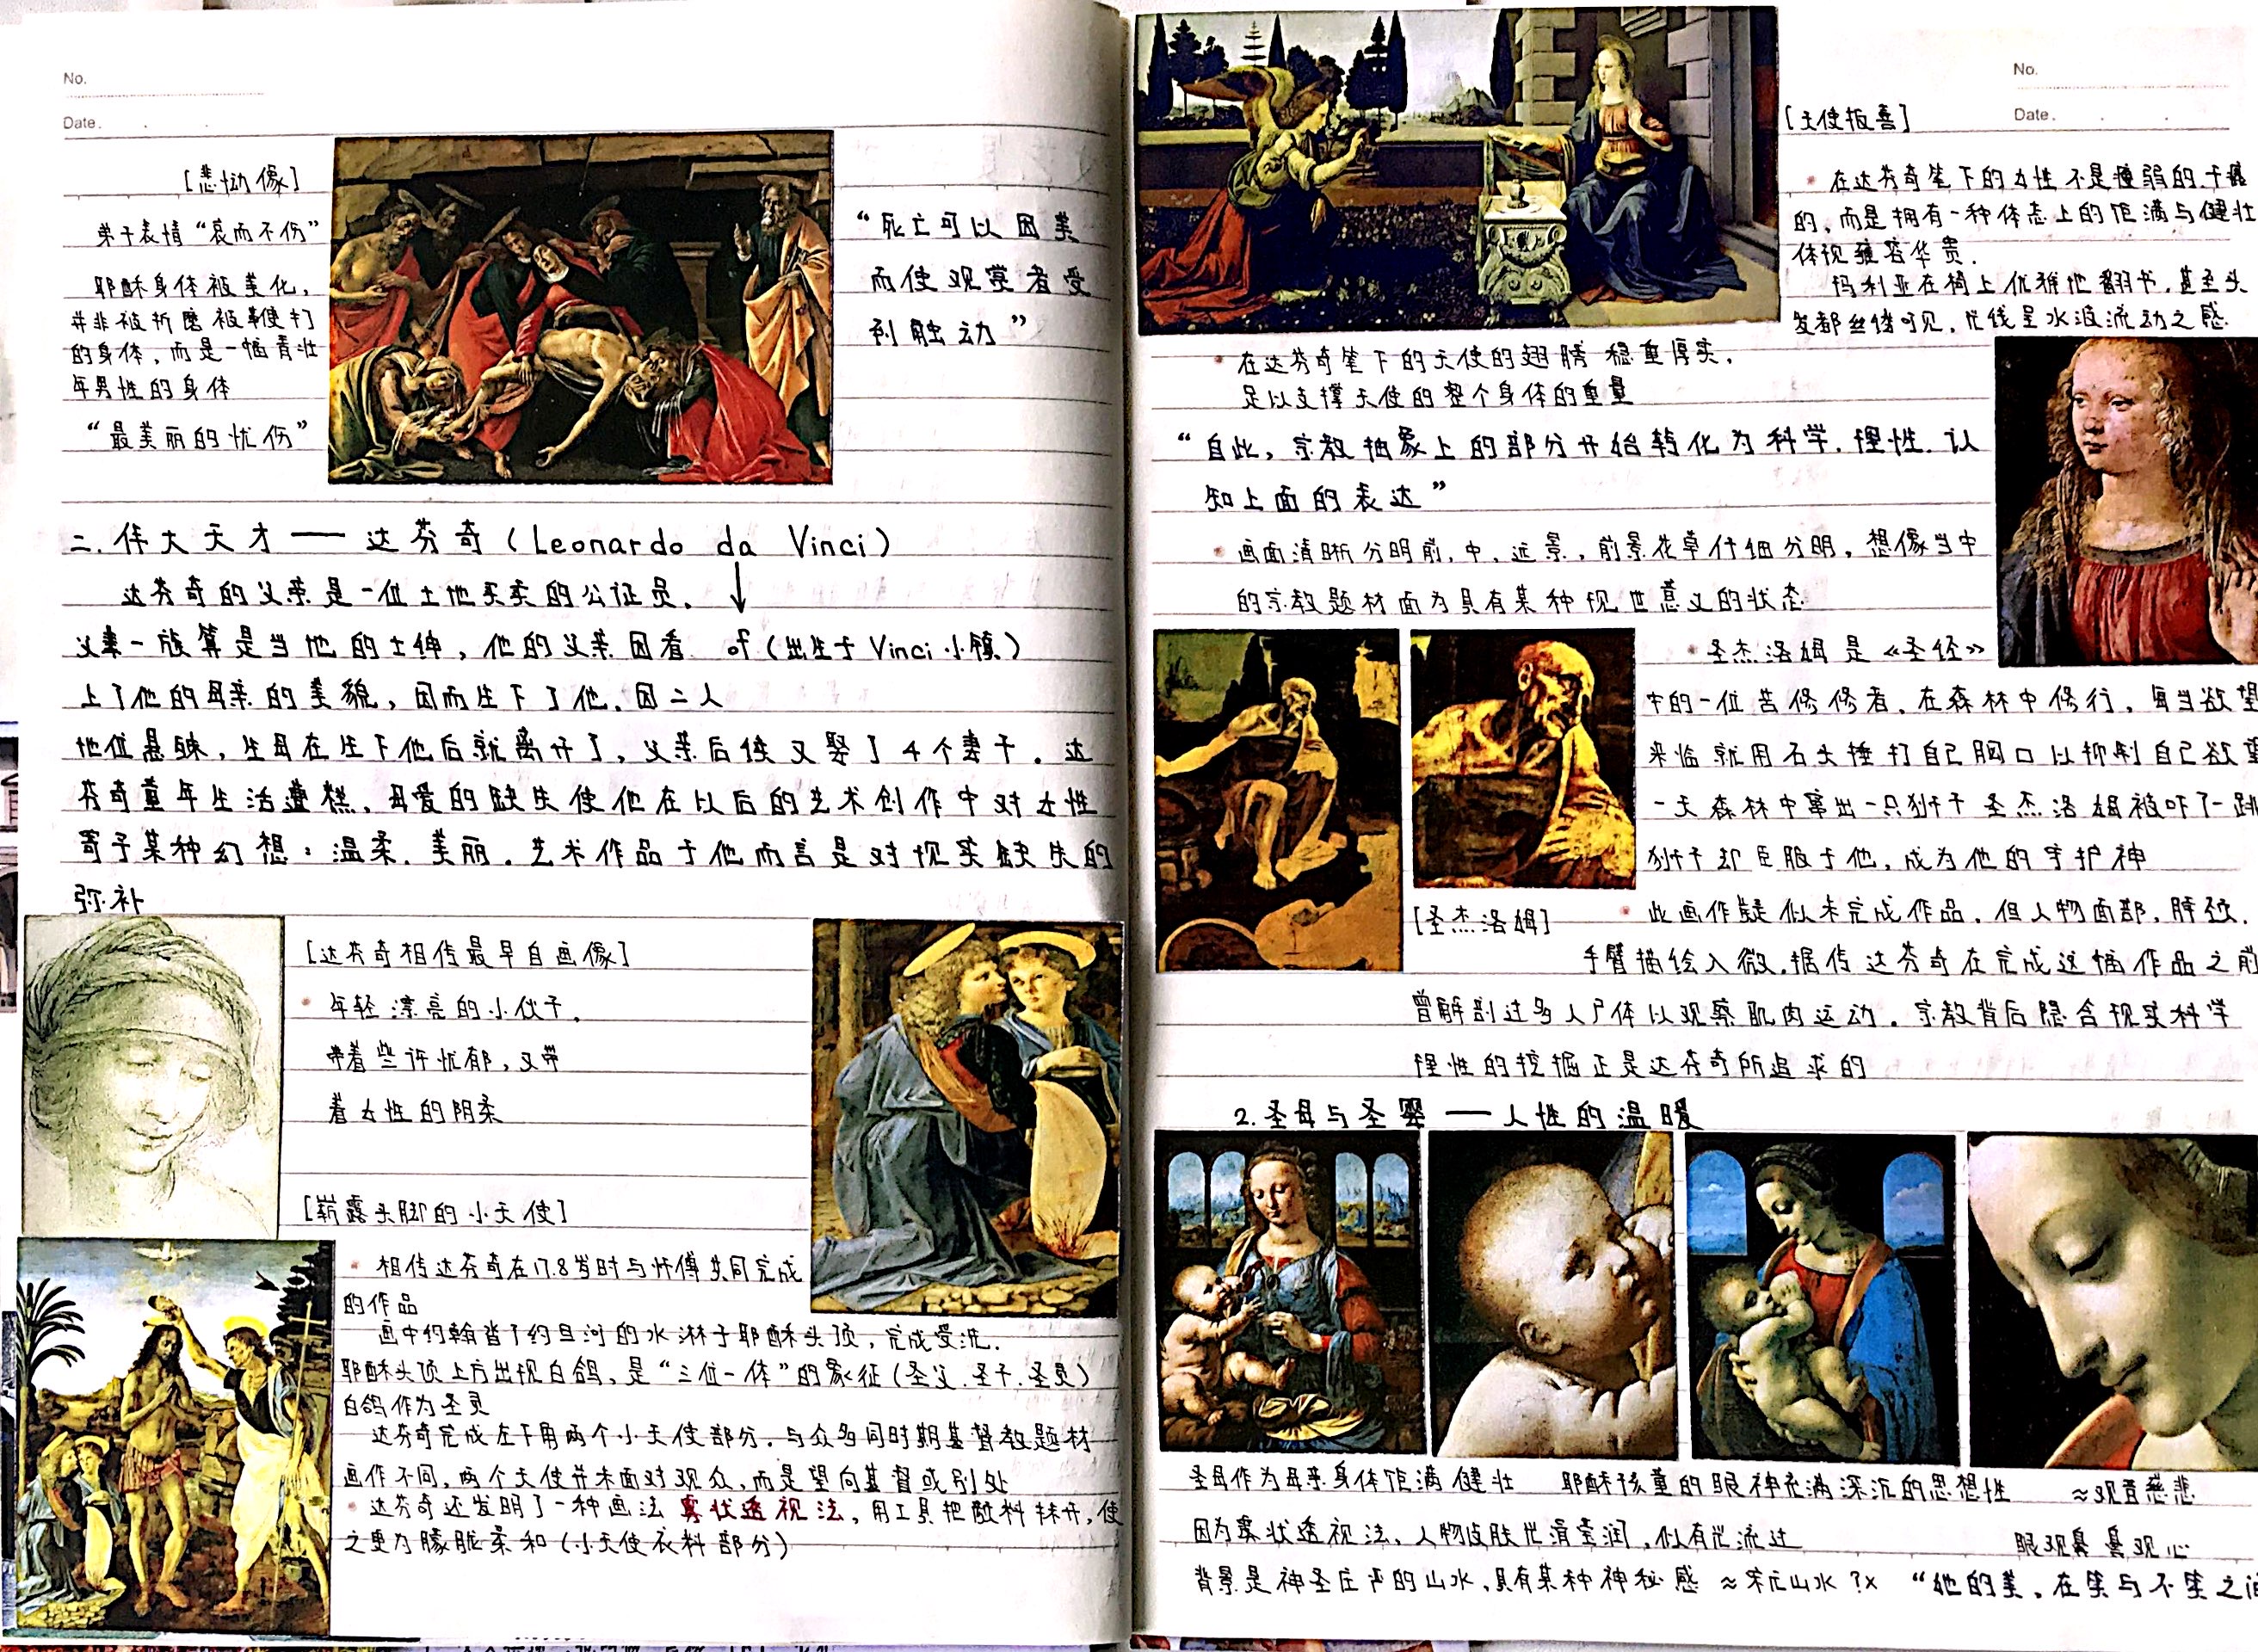 No.
Date.
[悲恸像]
弟子表情“哀而不伤”
耶酥身体被美化，
并非被折磨被鞭打
的身体，而是一幅青壮
年男性的身体
“最美丽的忧伤”
“死亡可以因美
而使观赏者受
到触动”
二.伟大天才——达芬奇(Leonardo da Vinci)
达芬奇的父亲是一位土地买卖的公证员.
父亲一族算是当地的士绅，他的父亲因看
of(出生于Vinci小镇)
上了他的母亲的美貌，因而生下了他.因二人
地位悬殊，生母在生下他后就离开了，父亲后续又娶了4个妻子.达
芬奇童年生活遭糕，母爱的缺失使他在以后的艺术创作中对女性
寄予某种幻想：温柔.美丽.艺术作品于他而言是对现实缺失的
弥补
[达芬奇相传最早自画像]
年轻漂亮的小伙子.
带着些许忧郁，又带
着女性的阴柔
[崭露头脚的小天使]
相传达芬奇在17.8岁时与师傅共同完成
的作品
画中约翰沓了约旦河的水淋于耶酥头顶，完成受洗.
耶酥头顶上方出现白鸽，是“三位一体”的象征(圣父.圣子.圣灵)
白鸽作为圣灵
达芬奇完成左下角两个小天使部分.与众多同时期基督教题材
画作不同，两个天使并未面对观众，而是望向基督或别处
达芬奇还发明了一种画法 雾状透视法，用工具把颜料抹开，使
之更为朦胧柔和(小天使衣料部分)
No.
Date.
[天使报喜]
在达芬奇笔下的女性不是瘦弱的.干瘪
的，而是拥有一种体态上的饱满与健壮
体现雍容华贵.
玛利亚在椅上优雅地翻书.甚至头
发都丝缕可见，光线呈水波流动之感.
在达芬奇笔下的天使的翅膀稳重厚实.
足以支撑天使的整个身体的重量
“自此，宗教抽象上的部分开始转化为科学.理性.认
知上面的表达”
画面清晰分明前.中.远景，前景花草仔细分明，想像当中
的宗教题材面为具有某种现世意义的状态
圣杰洛姆是《圣经》
中的一位苦修修者.在森林中修行，每当欲望
来临就用石头捶打自己胸口以抑制自己欲望
一天森林中窜出一只狮子 圣杰洛姆被吓了一跳
狮子却臣服于他，成为他的守护神
[圣杰洛姆]
此画作疑似未完成作品.但人物面部，脖颈.
手臂描绘入微.据传达芬奇在完成这幅作品之前
曾解剖过多人尸体以观察肌肉运动.宗教背后隐含现实科学
理性的挖掘正是达芬奇所追求的
2.圣母与圣婴——人性的温暖
圣母作为母亲身体饱满健壮 耶酥孩童的眼神充满深沉的思想性 ≈观音慈悲
因为雾状透视法，人物皮肤光滑莹润，似有光流过 眼观鼻 鼻观心
背景是神圣庄严的山水，具有某种神秘感 ≈宋元山水?x “她的美，在笑与不笑之间